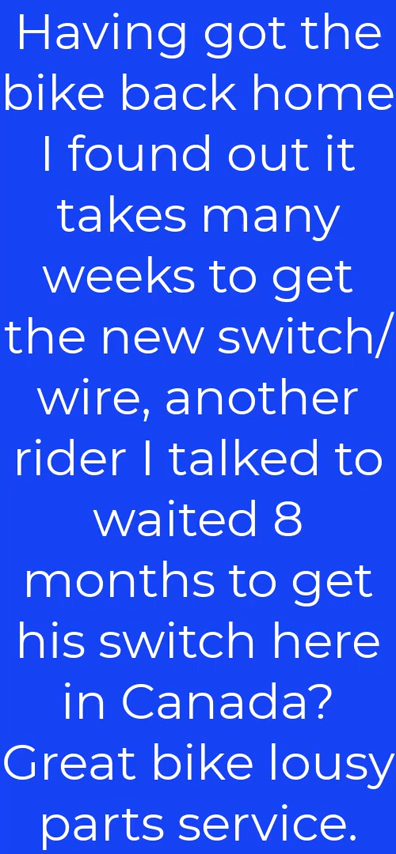 Having got the
bike back home
I found out it
takes many
weeks to get
the new switch/
wire, another
rider I talked to
waited 8
months to get
his switch here
in Canada?
Great bike lousy
parts service.